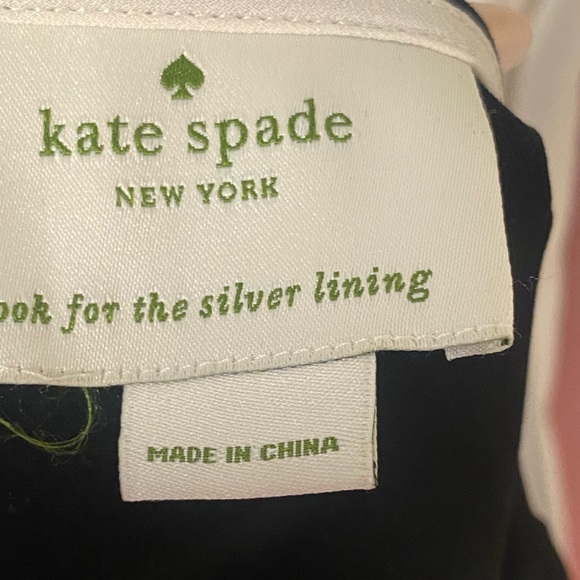 kate spade
NEW YORK
ook for the silver lining
MADE IN CHINA